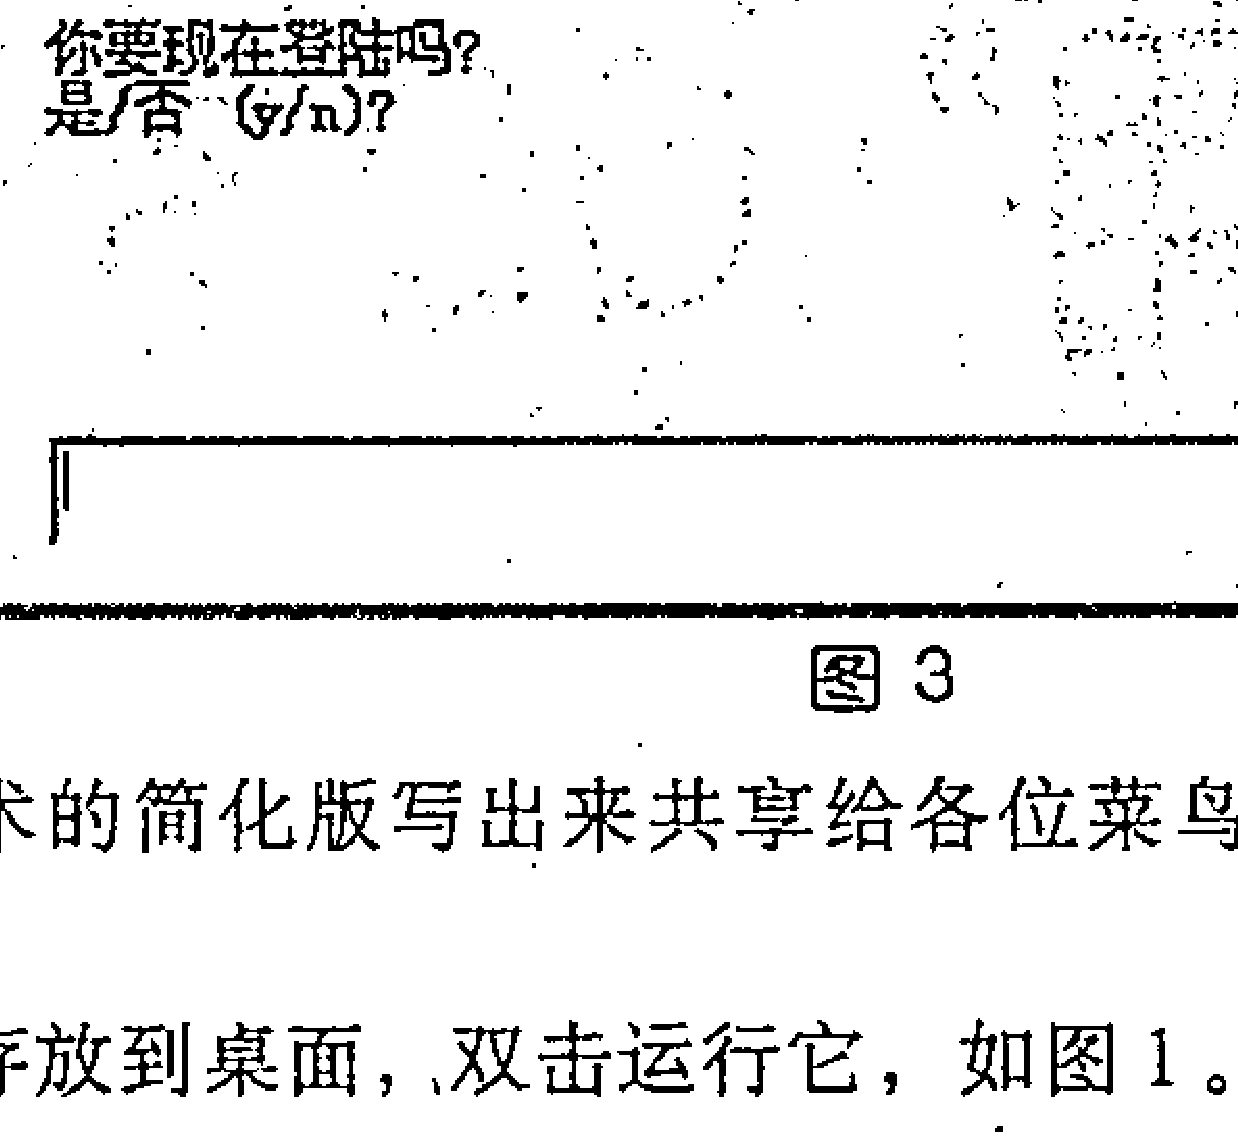 你要现在登陆吗?
是/否 (y/n)?
图 3
术的简化版写出来共享给各位菜鸟
存放到桌面,双击运行它,如图1。